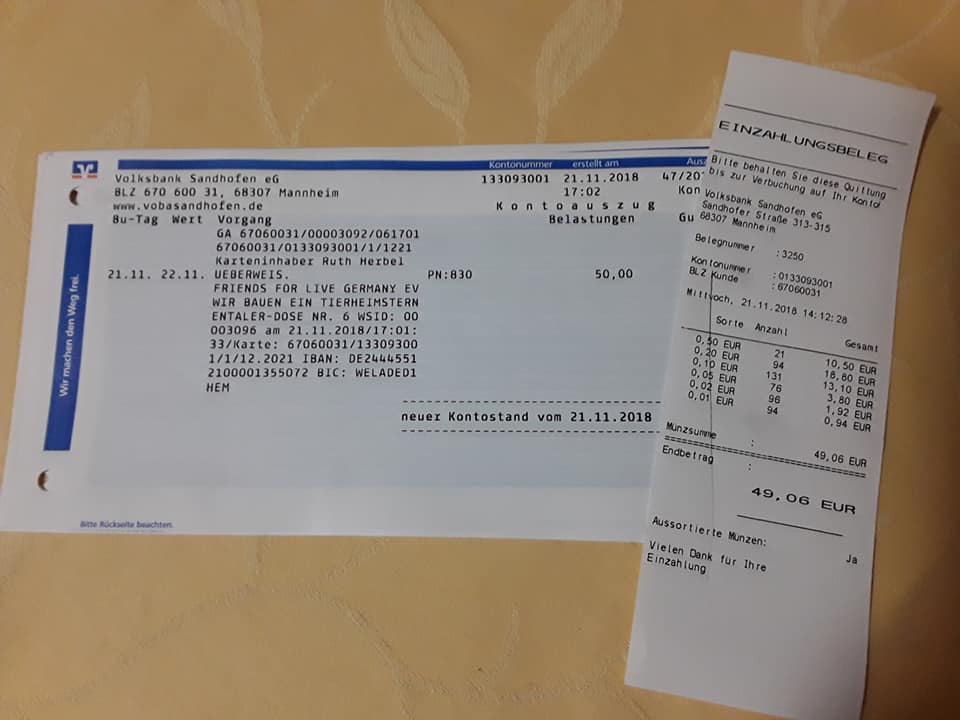 Wir machen den Weg frei.
Kontonummer erstellt am
Volksbank Sandhofen eG 133093001 21.11.2018 47/20
BLZ 670 600 31, 68307 Mannheim 17:02 Kon
www.vobasandhofen.de Kontoauszug
Bu-Tag Wert Vorgang Belastungen Gu
GA 67060031/00003092/061701
67060031/0133093001/1/1221
Karteninhaber Ruth Herbel
21.11. 22.11. UEBERWEIS. PN:830 50,00
FRIENDS FOR LIVE GERMANY EV
WIR BAUEN EIN TIERHEIMSTERN
ENTALER-DOSE NR. 6 WSID: 00
003096 am 21.11.2018/17:01:
33/Karte: 67060031/13309300
1/1/12.2021 IBAN: DE2444551
2100001355072 BIC: WELADED1
HEM
neuer Kontostand vom 21.11.2018
Bitte Rückseite beachten.
EINZAHLUNGSBELEG
Bitte behalten Sie diese Quittung
bis zur Verbuchung auf Ihr Konto!
Volksbank Sandhofen eG
Sandhofer Straße 313-315
68307 Mannheim
Belegnummer :3250
Kontonummer :0133093001
BLZ Kunde :67060031
Mittwoch, 21.11.2018 14:12:28
Sorte Anzahl Gesamt
0,50 EUR 21 10,50 EUR
0,20 EUR 94 18,80 EUR
0,10 EUR 131 13,10 EUR
0,05 EUR 76 3,80 EUR
0,02 EUR 96 1,92 EUR
0,01 EUR 94 0,94 EUR
Münzsumme : 49,06 EUR
Endbetrag :
49,06 EUR
Aussortierte Münzen: Ja
Vielen Dank für Ihre
Einzahlung